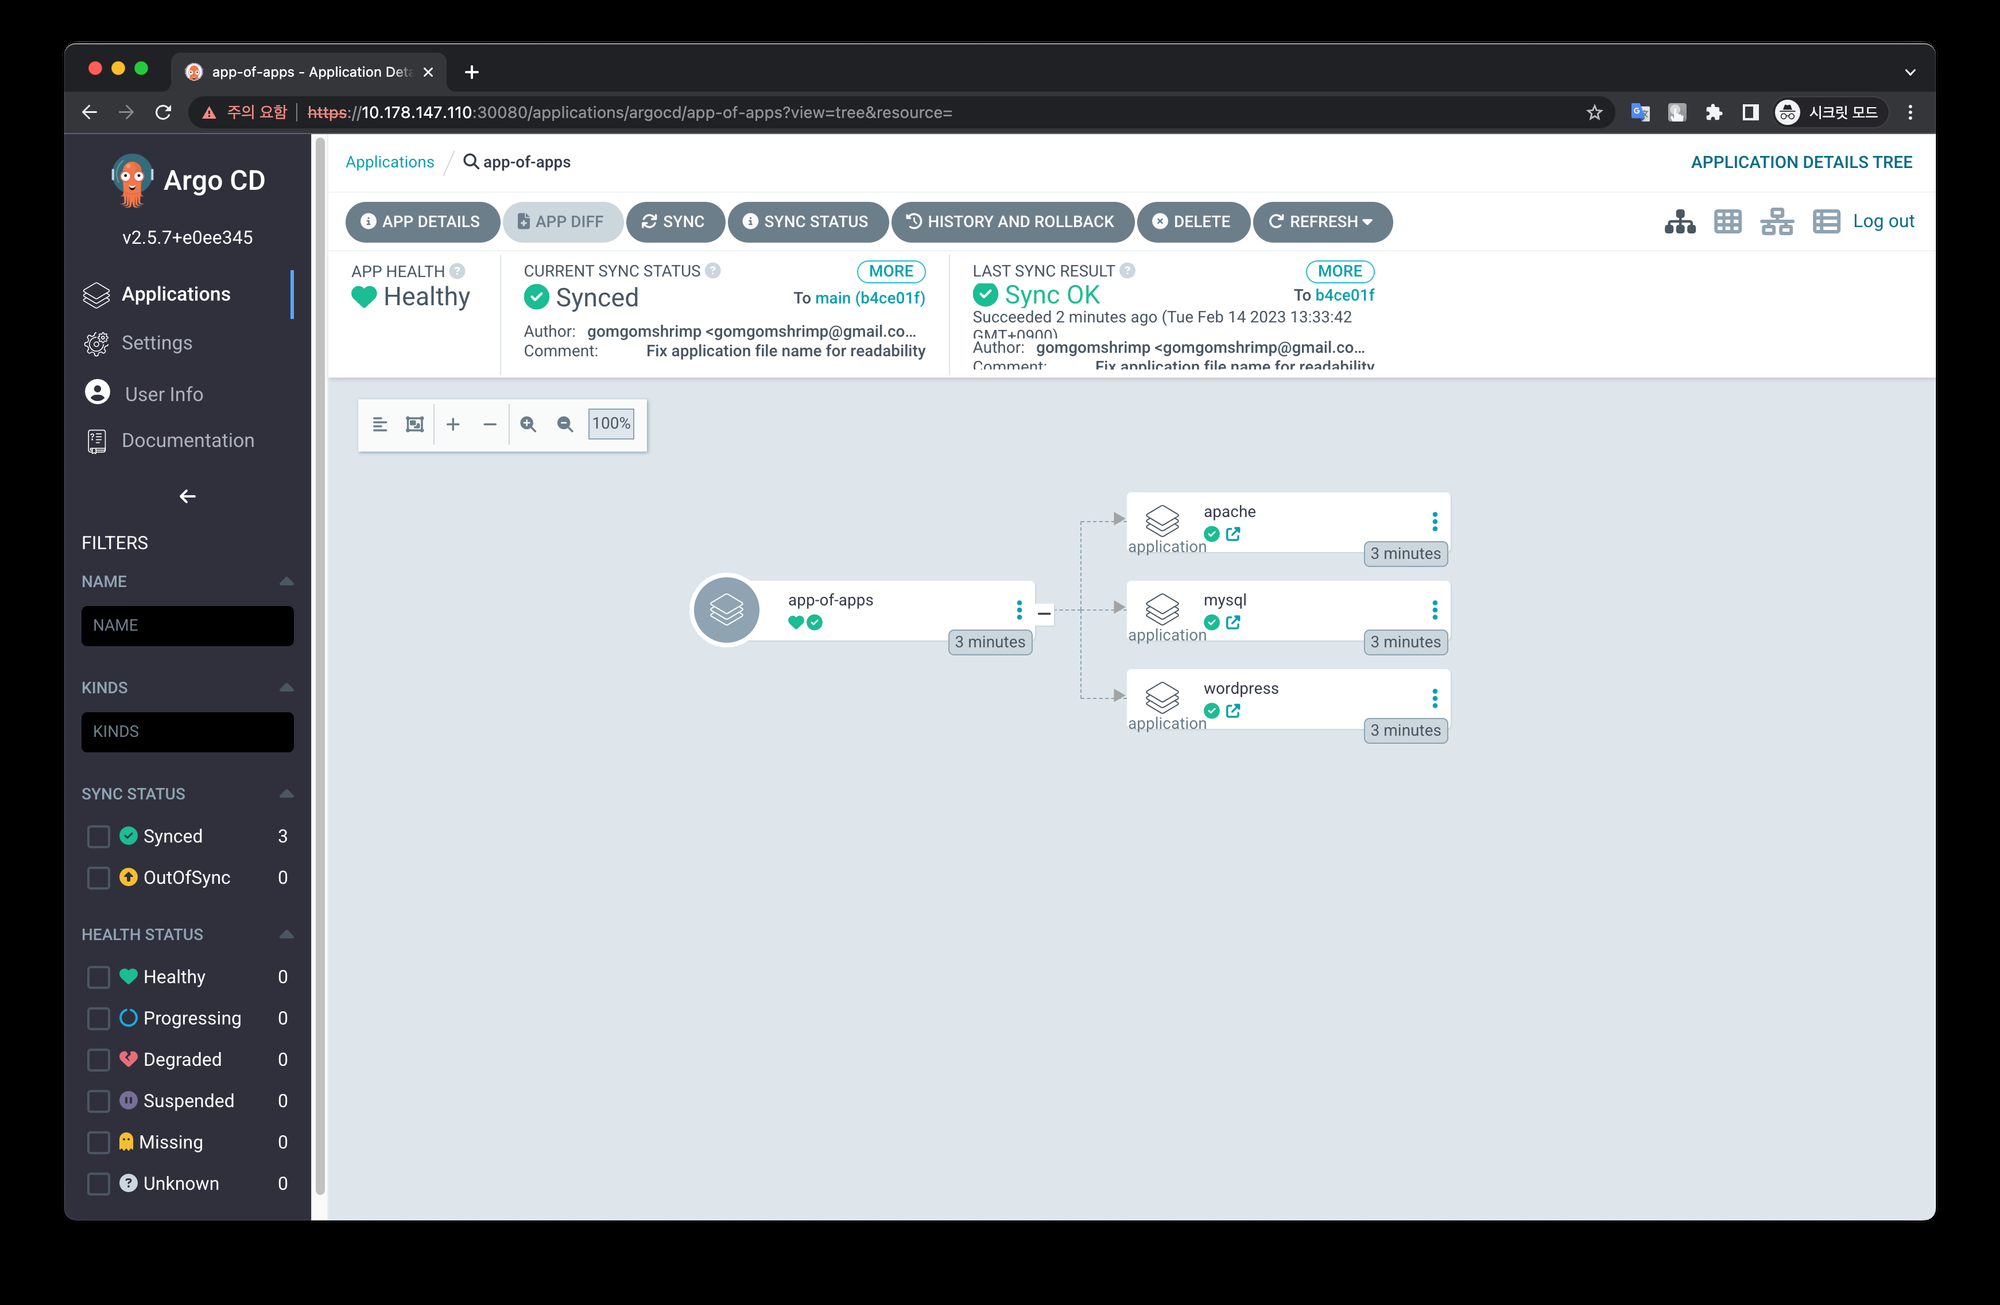 app-of-apps - Application Deta
주의 요함 https://10.178.147.110:30080/applications/argocd/app-of-apps?view=tree&resource=
시크릿 모드
Argo CD
v2.5.7+e0ee345
Applications
Settings
User Info
Documentation
FILTERS
NAME
NAME
KINDS
KINDS
SYNC STATUS
Synced 3
OutOfSync 0
HEALTH STATUS
Healthy 0
Progressing 0
Degraded 0
Suspended 0
Missing 0
Unknown 0
Applications / app-of-apps
APPLICATION DETAILS TREE
APP DETAILS
APP DIFF
SYNC
SYNC STATUS
HISTORY AND ROLLBACK
DELETE
REFRESH
Log out
APP HEALTH
Healthy
CURRENT SYNC STATUS
MORE
Synced
To main (b4ce01f)
Author: gomgomshrimp <gomgomshrimp@gmail.co...
Comment: Fix application file name for readability
LAST SYNC RESULT
MORE
Sync OK
To b4ce01f
Succeeded 2 minutes ago (Tue Feb 14 2023 13:33:42
GMT+0900)
Author: gomgomshrimp <gomgomshrimp@gmail.co...
Comment: Fix application file name for readability
100%
app-of-apps
3 minutes
apache
application
3 minutes
mysql
application
3 minutes
wordpress
application
3 minutes